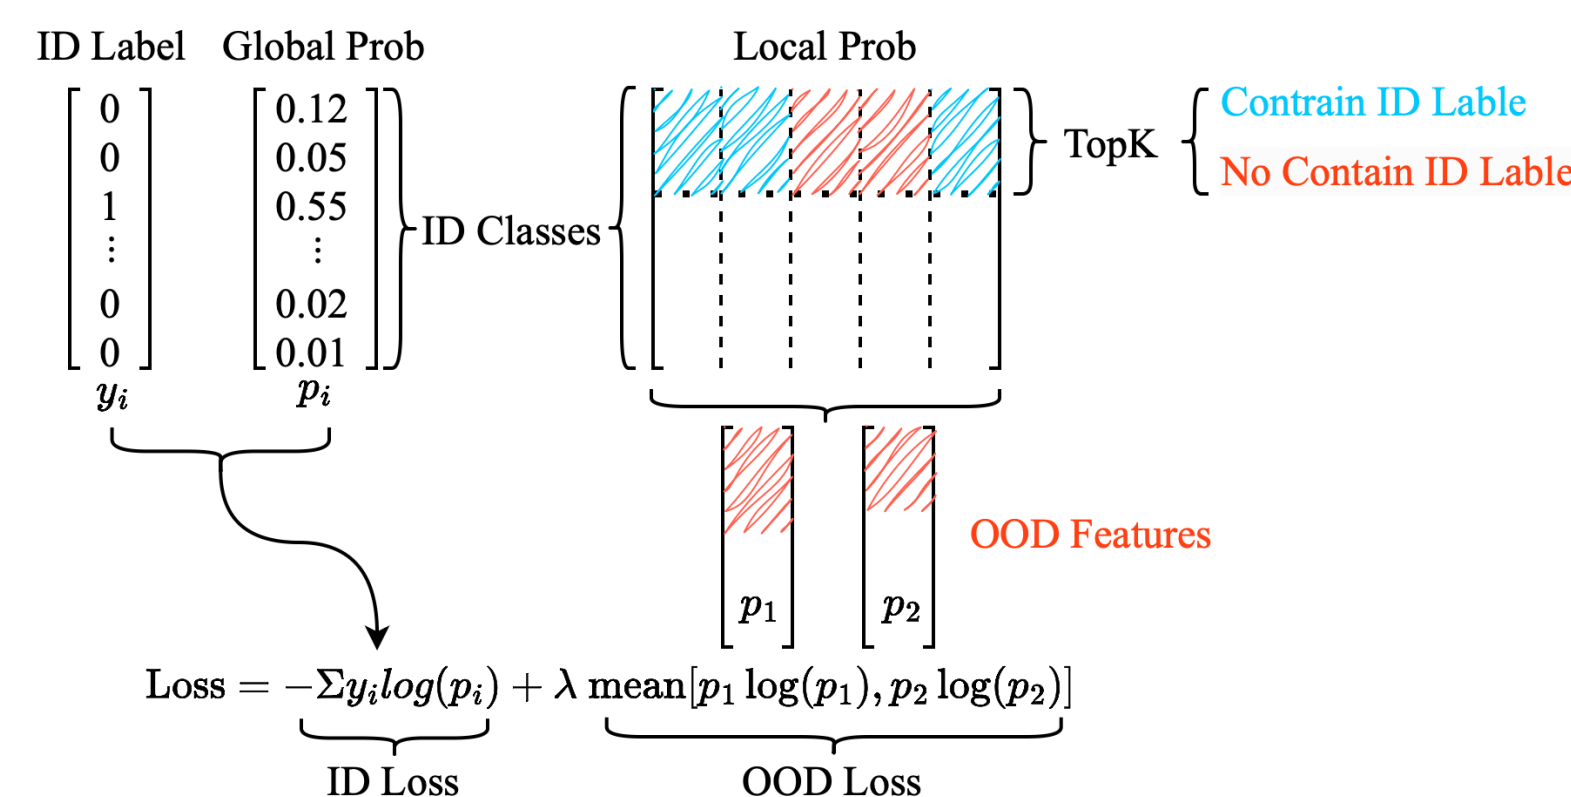 ID Label
Global Prob
Local Prob
0
0
1
⋮
0
0
y_i
0.12
0.05
0.55
⋮
0.02
0.01
p_i
ID Classes
TopK
Contrain ID Lable
No Contain ID Lable
p_1
p_2
OOD Features
Loss = −Σy_i log(p_i) + λ mean[p_1 log(p_1), p_2 log(p_2)]
ID Loss
OOD Loss